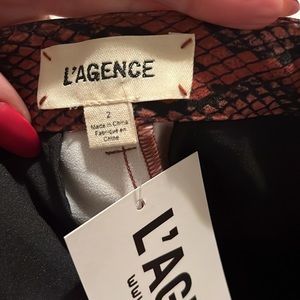 L'AGENCE
2
Made in China
Fabriqué en
Chine
L'AG